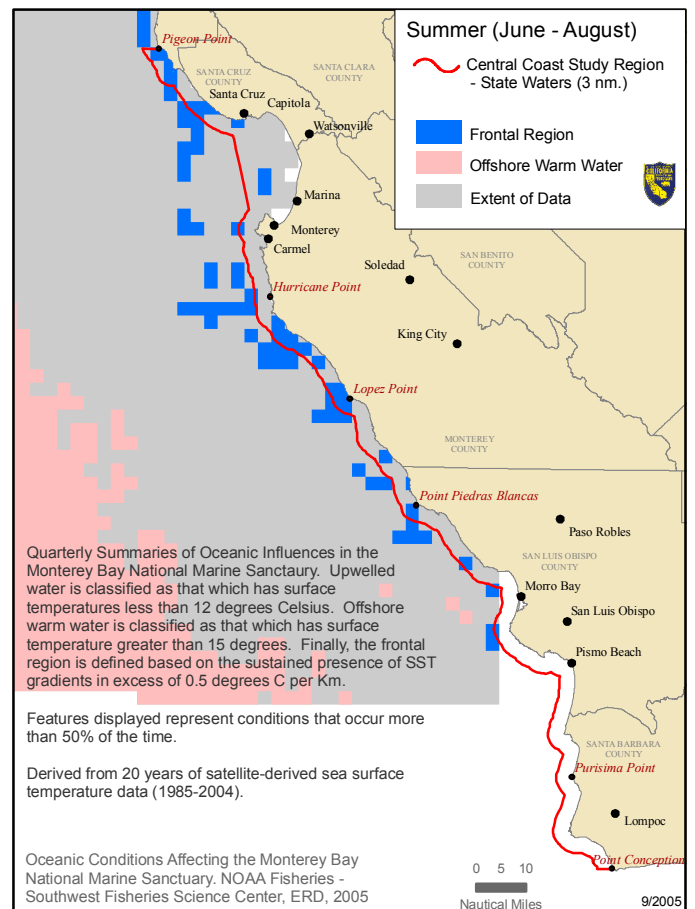 Summer (June - August)
Central Coast Study Region
- State Waters (3 nm.)
Frontal Region
Offshore Warm Water
Extent of Data
CALIFORNIA
Pigeon Point
SANTA CRUZ
COUNTY
SANTA CLARA
COUNTY
Santa Cruz
Capitola
Watsonville
Marina
Monterey
Carmel
Soledad
SAN BENITO
COUNTY
Hurricane Point
King City
Lopez Point
MONTEREY
COUNTY
Point Piedras Blancas
Paso Robles
SAN LUIS OBISPO
COUNTY
Morro Bay
San Luis Obispo
Pismo Beach
SANTA BARBARA
COUNTY
Purisima Point
Lompoc
Point Conception
Quarterly Summaries of Oceanic Influences in the
Monterey Bay National Marine Sanctaury. Upwelled
water is classified as that which has surface
temperatures less than 12 degrees Celsius. Offshore
warm water is classified as that which has surface
temperature greater than 15 degrees. Finally, the frontal
region is defined based on the sustained presence of SST
gradients in excess of 0.5 degrees C per Km.
Features displayed represent conditions that occur more
than 50% of the time.
Derived from 20 years of satellite-derived sea surface
temperature data (1985-2004).
Oceanic Conditions Affecting the Monterey Bay
National Marine Sanctuary. NOAA Fisheries -
Southwest Fisheries Science Center, ERD, 2005
0 5 10
Nautical Miles
9/2005